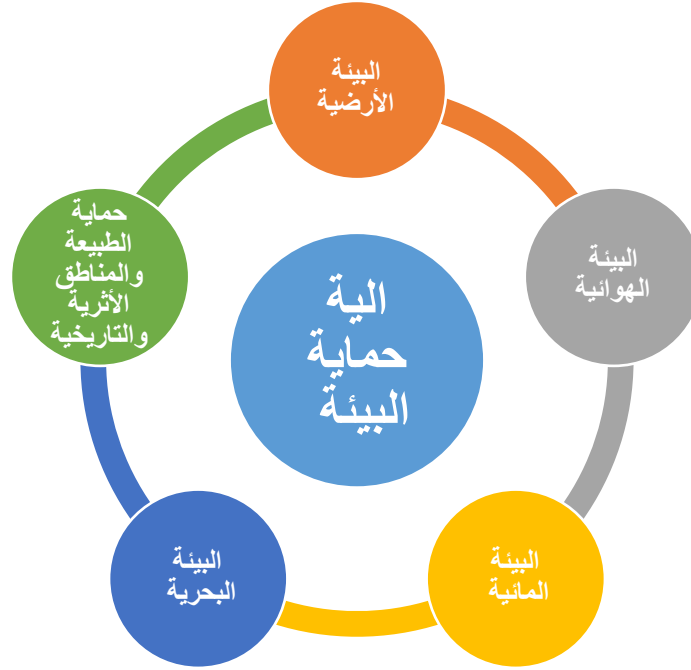 البيئة
الأرضية
البيئة
الهوائية
البيئة
المائية
البيئة
البحرية
حماية
الطبيعة
والمناطق
الأثرية
والتاريخية
الية
حماية
البيئة